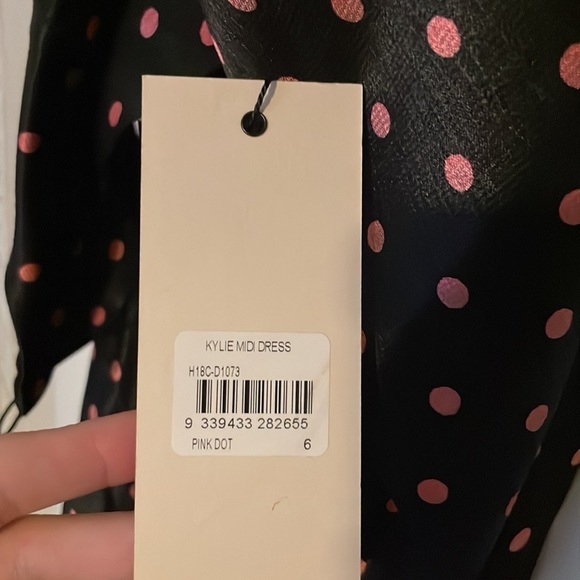 KYLIE MIDI DRESS
H18C-D1073
9 339433 282655
PINK DOT 6